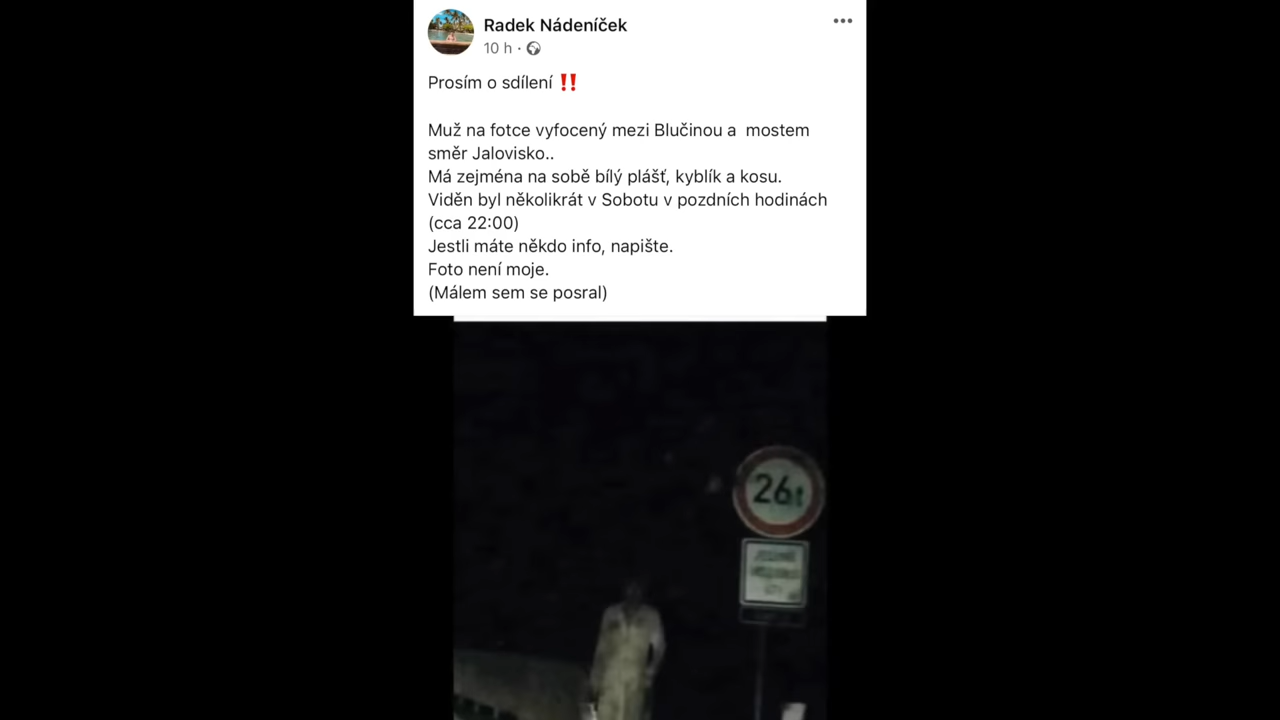 Radek Nádeníček
10 h ·
Prosím o sdílení ‼️
Muž na fotce vyfocený mezi Blučinou a mostem
směr Jalovisko..
Má zejména na sobě bílý plášť, kyblík a kosu.
Viděn byl několikrát v Sobotu v pozdních hodinách
(cca 22:00)
Jestli máte někdo info, napište.
Foto není moje.
(Málem sem se posral)
26t